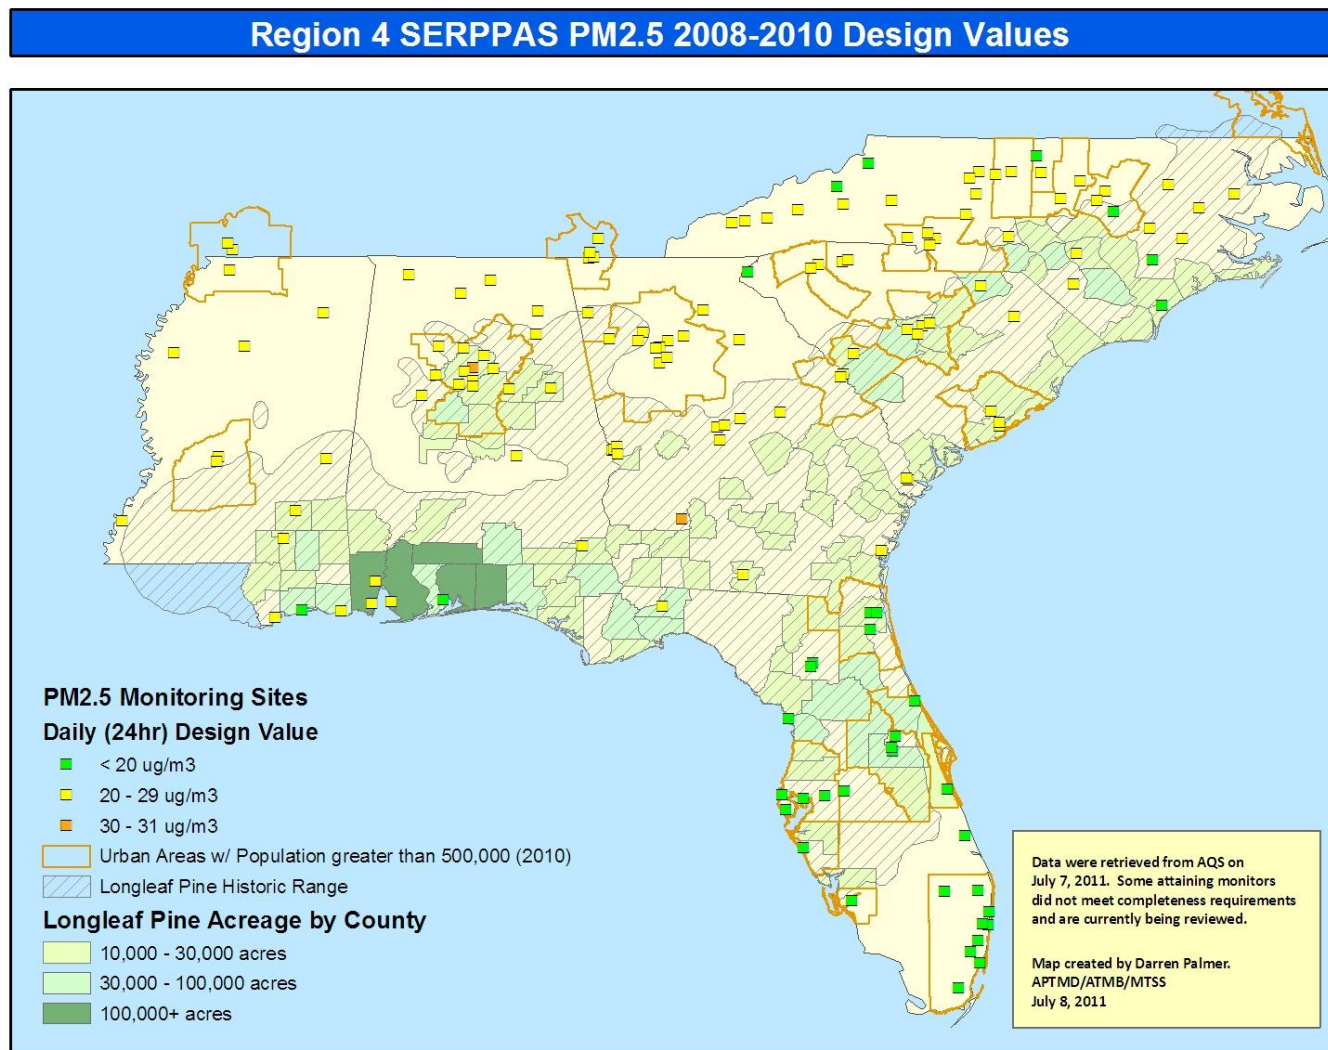 Region 4 SERPPAS PM2.5 2008-2010 Design Values
PM2.5 Monitoring Sites
Daily (24hr) Design Value
< 20 ug/m3
20 - 29 ug/m3
30 - 31 ug/m3
Urban Areas w/ Population greater than 500,000 (2010)
Longleaf Pine Historic Range
Longleaf Pine Acreage by County
10,000 - 30,000 acres
30,000 - 100,000 acres
100,000+ acres
Data were retrieved from AQS on
July 7, 2011. Some attaining monitors
did not meet completeness requirements
and are currently being reviewed.
Map created by Darren Palmer.
APTMD/ATMB/MTSS
July 8, 2011